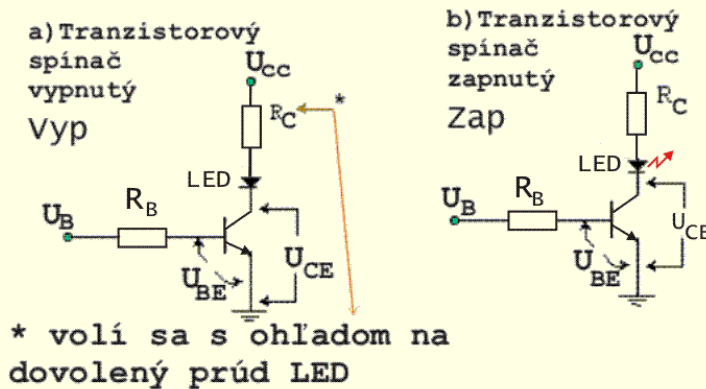 a)Tranzistorový
spínač
vypnutý
Vyp
UCC
*
RC
LED
RB
UB
UCE
UBE
b)Tranzistorový
spínač
zapnutý
Zap
UCC
RC
LED
RB
UB
UCE
UBE
* volí sa s ohľadom na
dovolený prúd LED